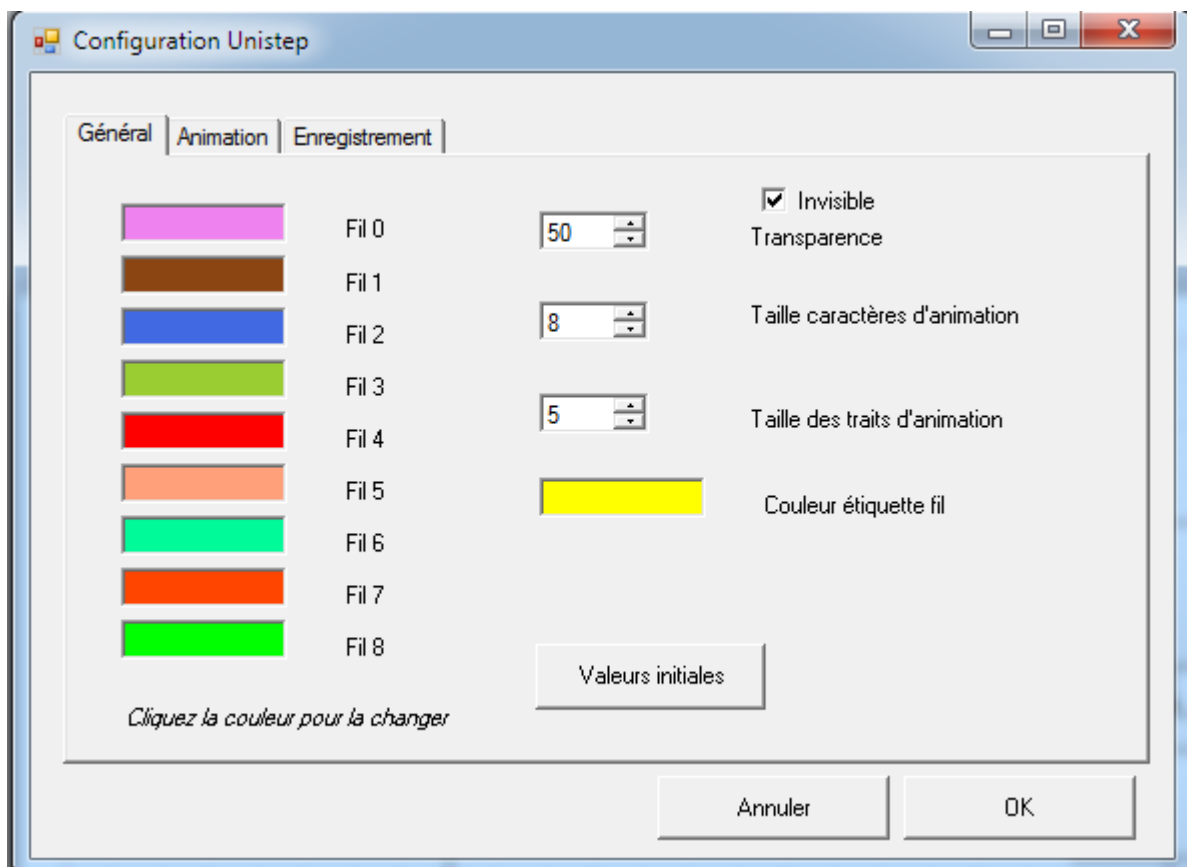 Configuration Unistep
Général
Animation
Enregistrement
Fil 0
Fil 1
Fil 2
Fil 3
Fil 4
Fil 5
Fil 6
Fil 7
Fil 8
Cliquez la couleur pour la changer
Invisible
50
Transparence
8
Taille caractères d'animation
5
Taille des traits d'animation
Couleur étiquette fil
Valeurs initiales
Annuler
OK